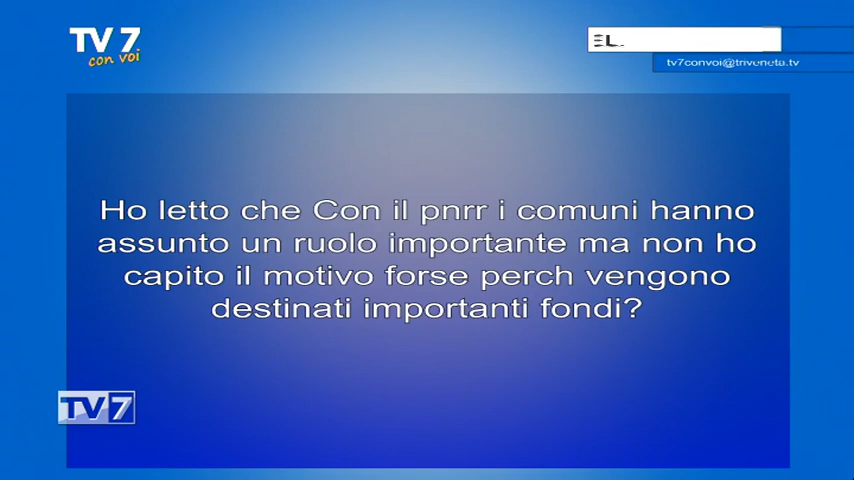 TV 7
con voi
tv7convoi@triveneta.tv
Ho letto che Con il pnrr i comuni hanno
assunto un ruolo importante ma non ho
capito il motivo forse perch vengono
destinati importanti fondi?
TV7